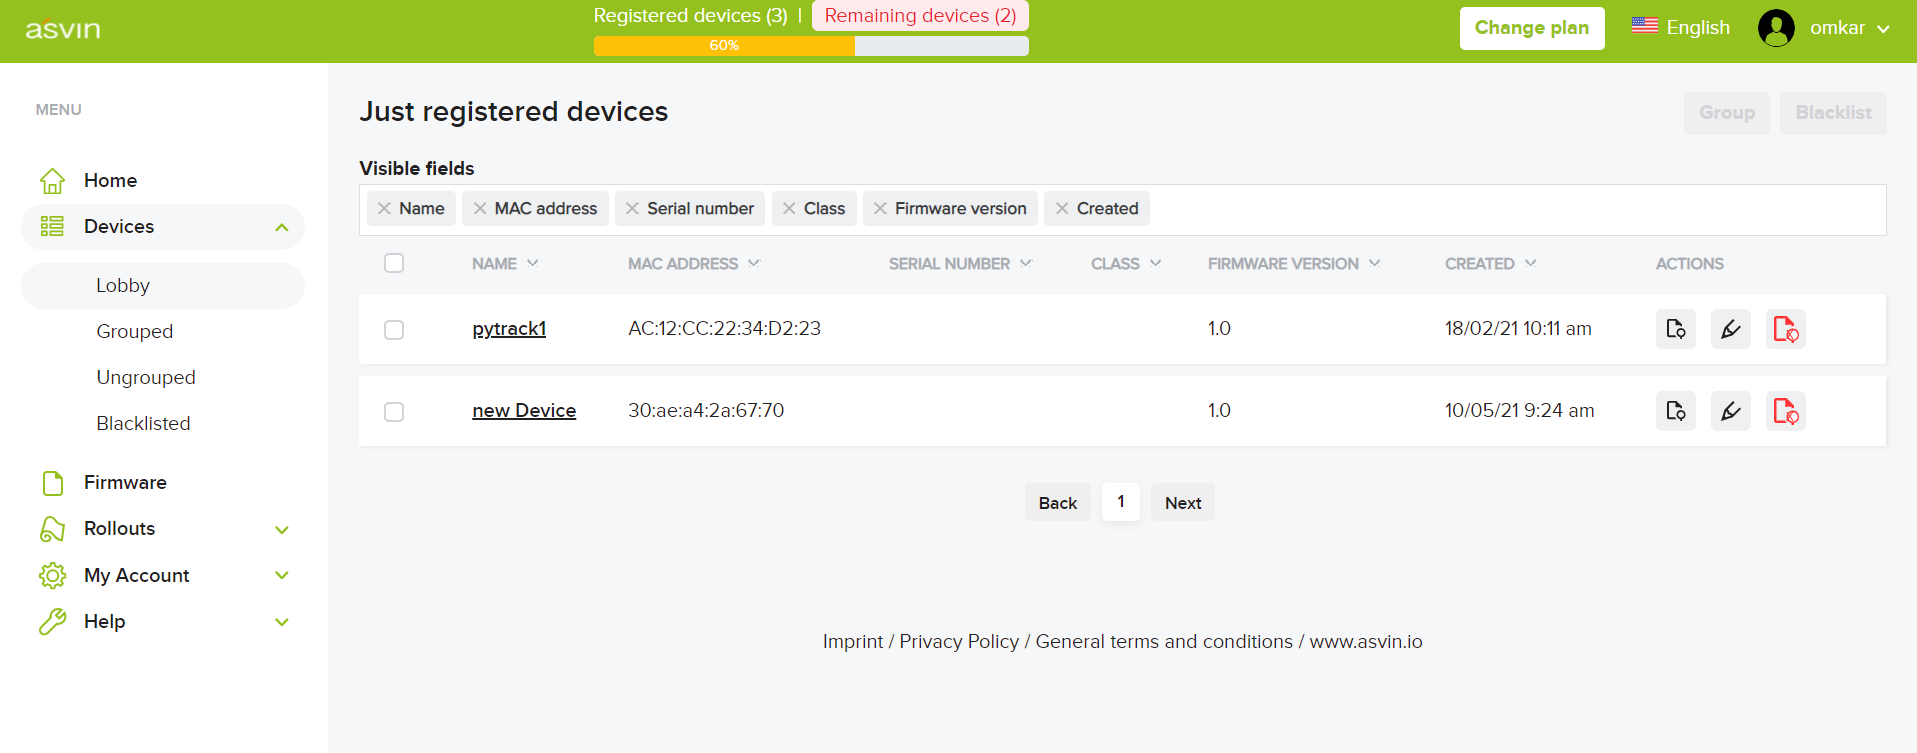 asvin
Registered devices (3) | Remaining devices (2)
60%
Change plan
English
omkar
MENU
Home
Devices
Lobby
Grouped
Ungrouped
Blacklisted
Firmware
Rollouts
My Account
Help
Just registered devices
Group Blacklist
Visible fields
Name MAC address Serial number Class Firmware version Created
NAME MAC ADDRESS SERIAL NUMBER CLASS FIRMWARE VERSION CREATED ACTIONS
pytrack1 AC:12:CC:22:34:D2:23 1.0 18/02/21 10:11 am
new Device 30:ae:a4:2a:67:70 1.0 10/05/21 9:24 am
Back 1 Next
Imprint / Privacy Policy / General terms and conditions / www.asvin.io